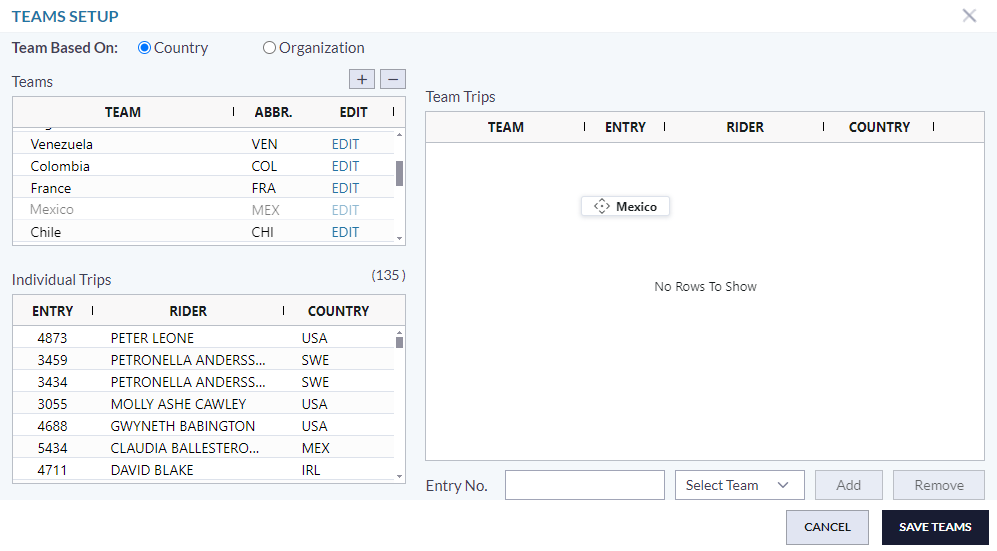 TEAMS SETUP
Team Based On: Country Organization
Teams + −
TEAM ABBR. EDIT
Venezuela VEN EDIT
Colombia COL EDIT
France FRA EDIT
Mexico MEX EDIT
Chile CHI EDIT
Individual Trips (135)
ENTRY RIDER COUNTRY
4873 PETER LEONE USA
3459 PETRONELLA ANDERSS... SWE
3434 PETRONELLA ANDERSS... SWE
3055 MOLLY ASHE CAWLEY USA
4688 GWYNETH BABINGTON USA
5434 CLAUDIA BALLESTERO... MEX
4711 DAVID BLAKE IRL
Team Trips
TEAM ENTRY RIDER COUNTRY
Mexico
No Rows To Show
Entry No. Select Team Add Remove
CANCEL SAVE TEAMS